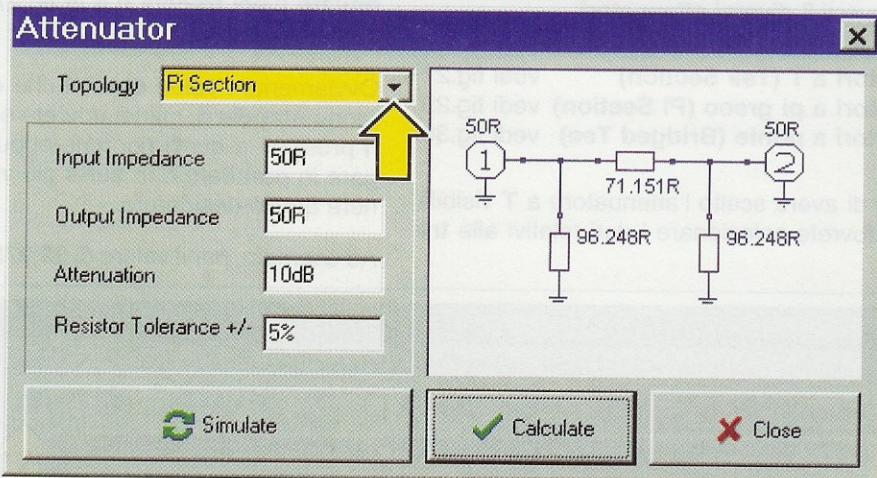 Attenuator
Topology Pi Section
Input Impedance 50R
Output Impedance 50R
Attenuation 10dB
Resistor Tolerance +/- 5%
50R
1
71.151R
50R
2
96.248R
96.248R
Simulate
Calculate
Close